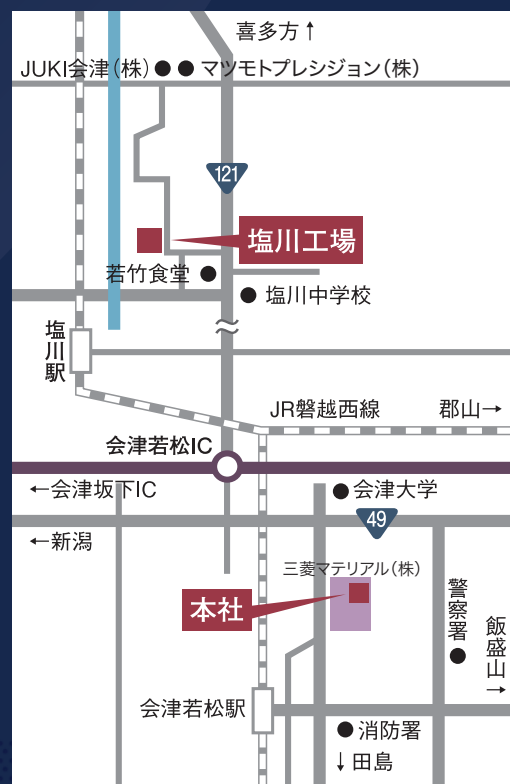 喜多方↑
JUKI会津(株)
マツモトプレシジョン(株)
121
塩川工場
若竹食堂
塩川中学校
塩川駅
JR磐越西線
郡山→
会津若松IC
←会津坂下IC
会津大学
49
←新潟
三菱マテリアル(株)
本社
警察署
飯盛山→
会津若松駅
消防署
↓田島